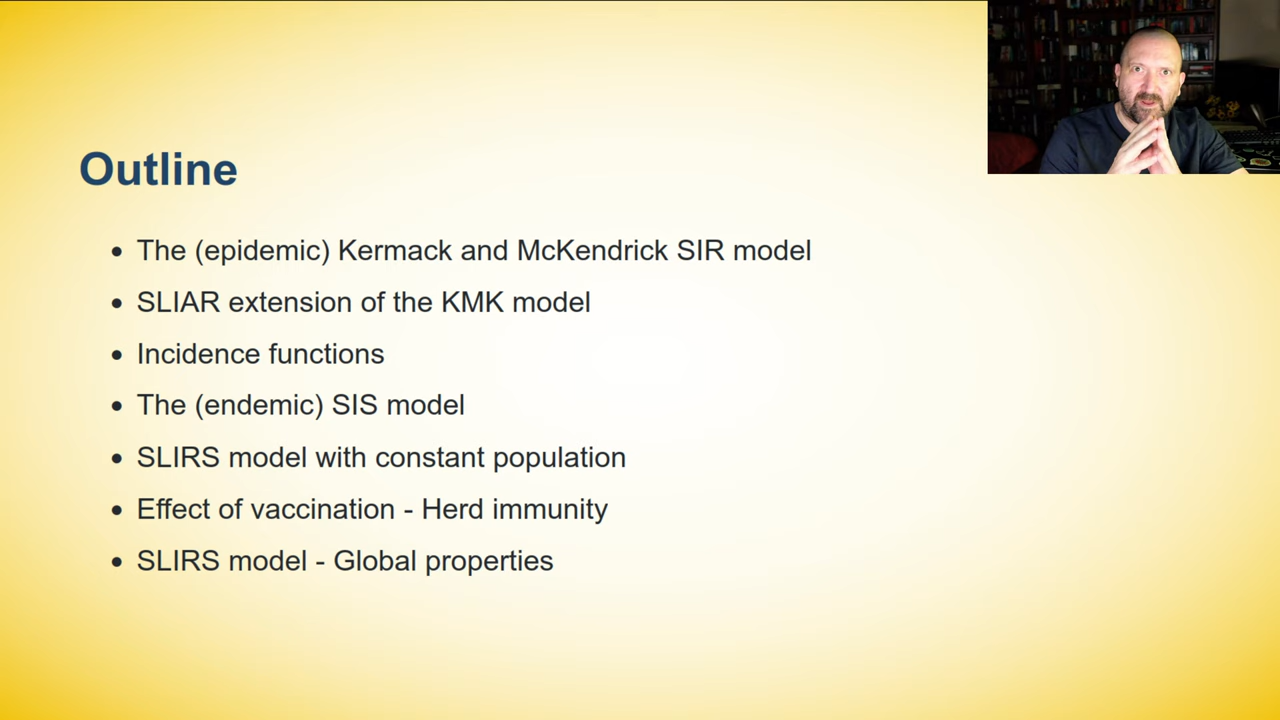 Outline
• The (epidemic) Kermack and McKendrick SIR model
• SLIAR extension of the KMK model
• Incidence functions
• The (endemic) SIS model
• SLIRS model with constant population
• Effect of vaccination - Herd immunity
• SLIRS model - Global properties